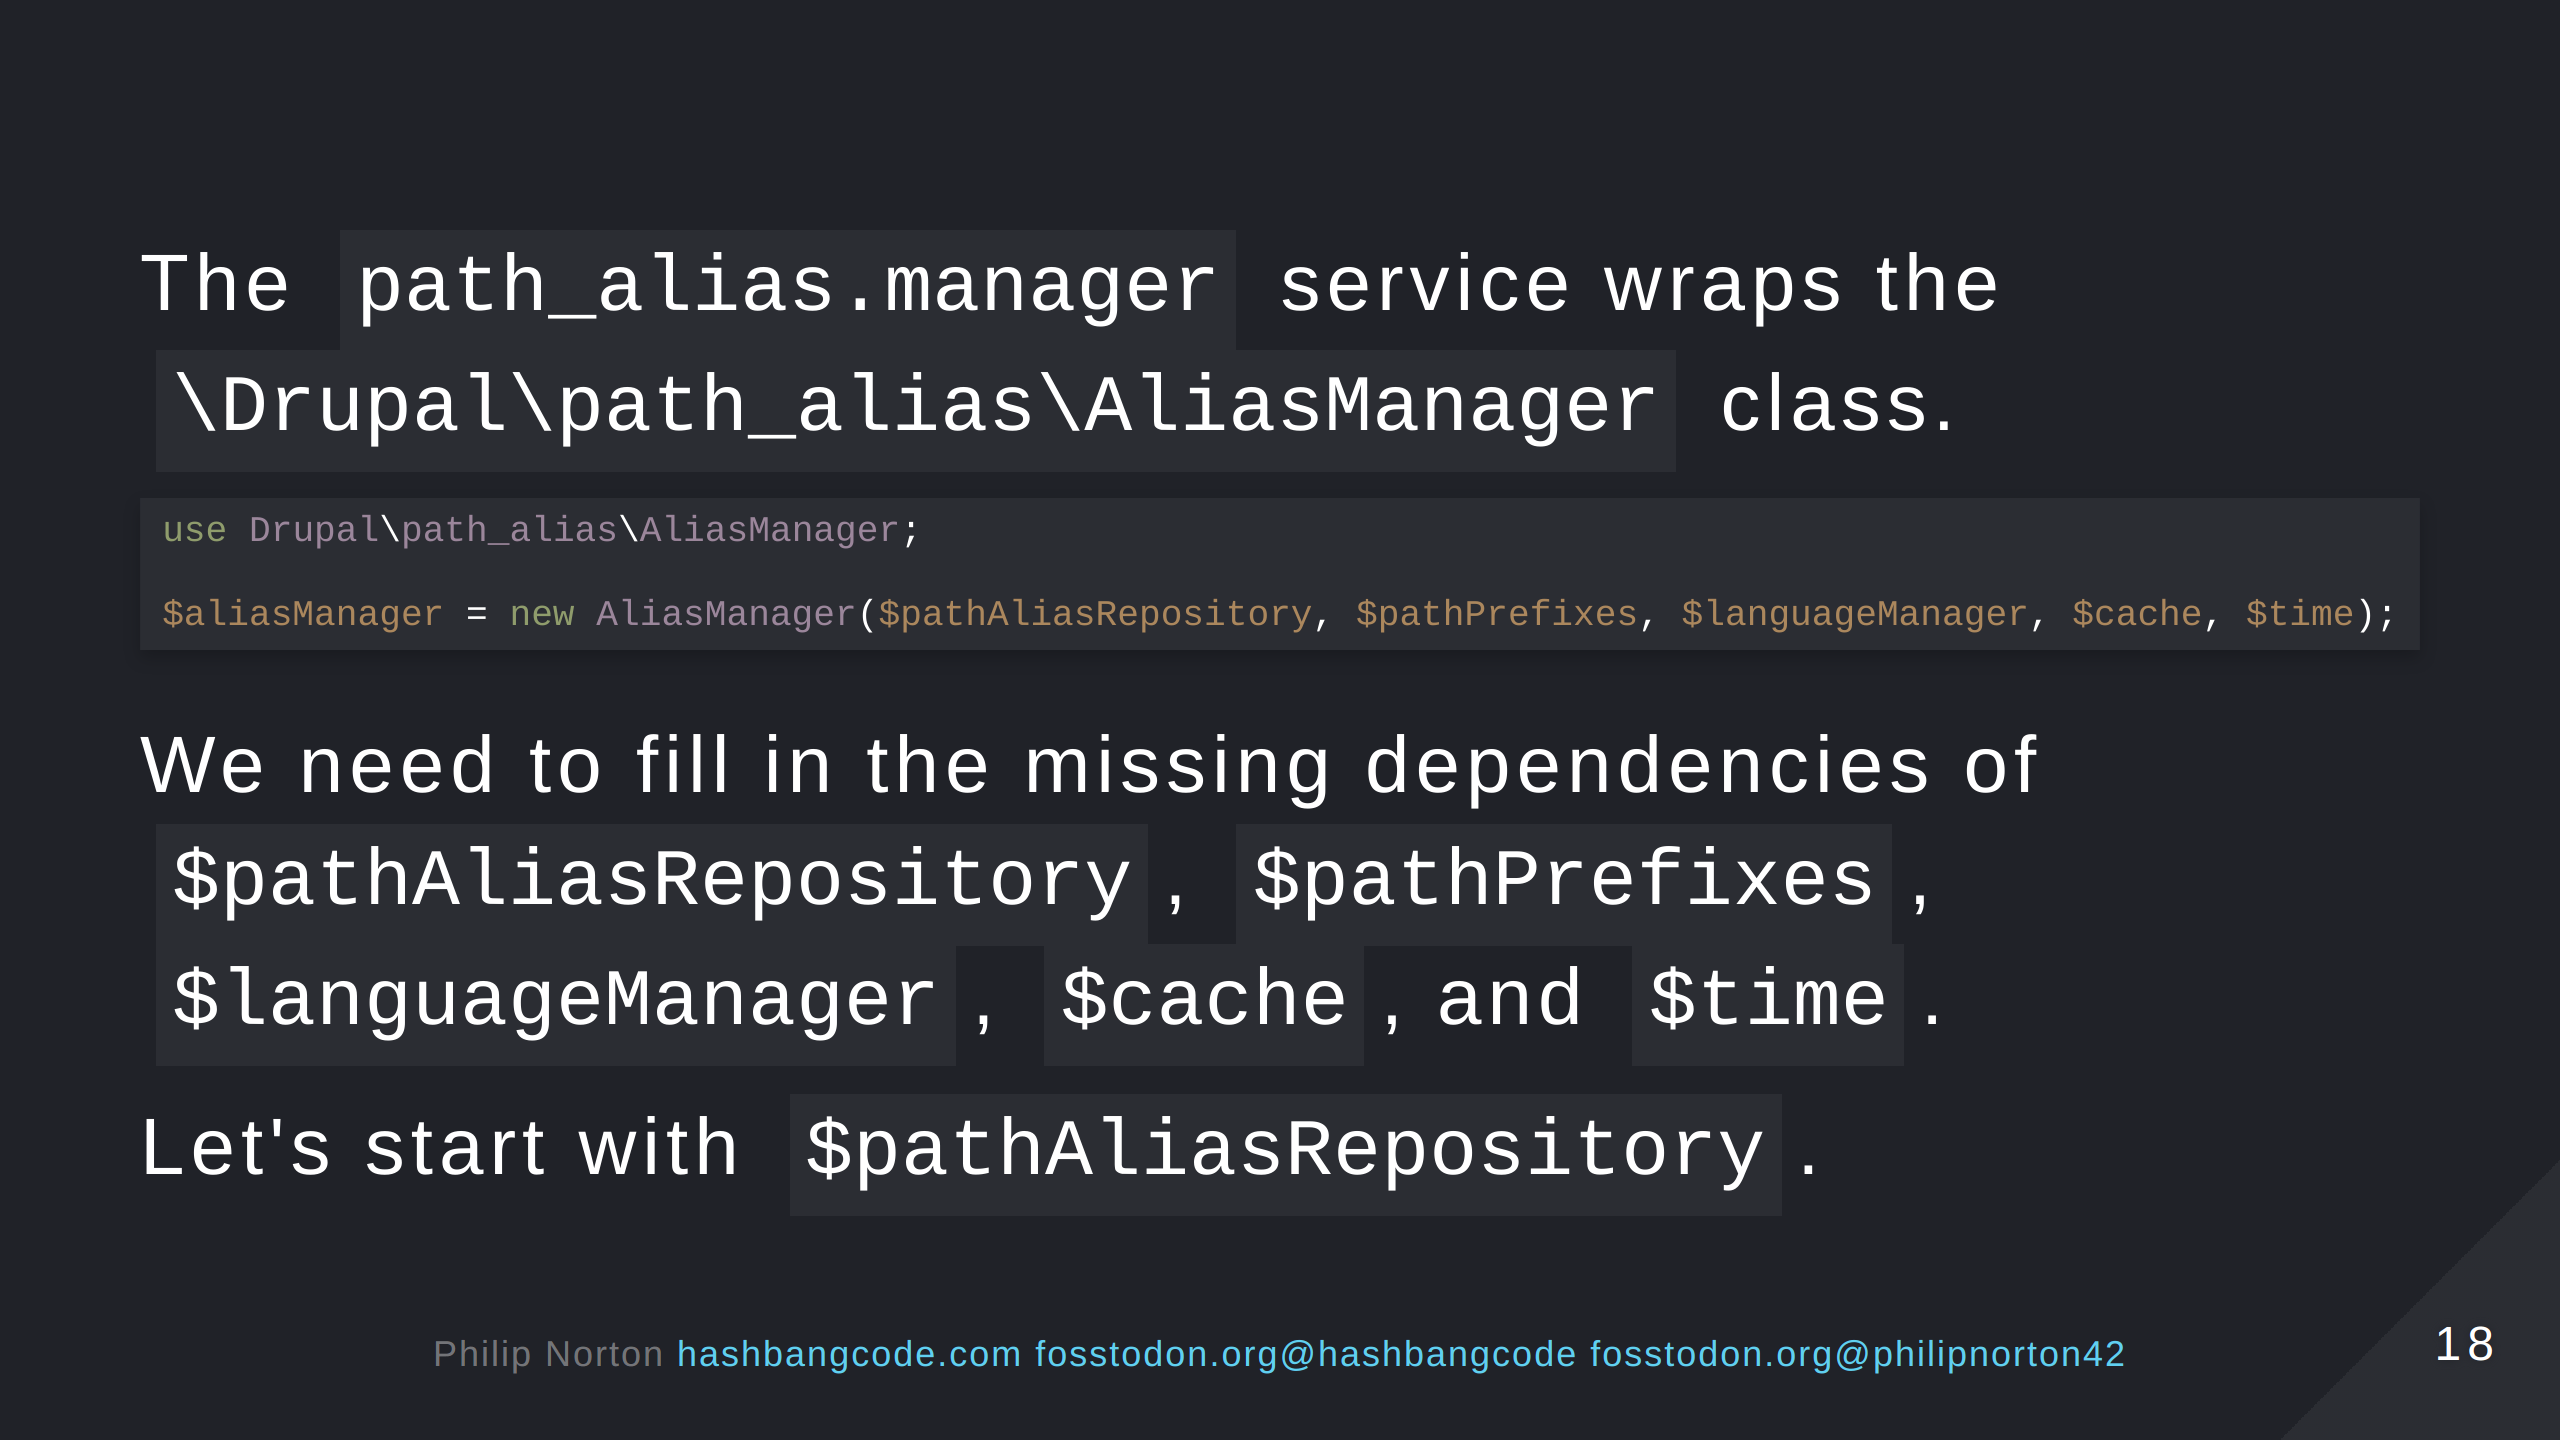 The path_alias.manager service wraps the
\Drupal\path_alias\AliasManager class.
use Drupal\path_alias\AliasManager;
$aliasManager = new AliasManager($pathAliasRepository, $pathPrefixes, $languageManager, $cache, $time);
We need to fill in the missing dependencies of
$pathAliasRepository, $pathPrefixes,
$languageManager, $cache, and $time.
Let's start with $pathAliasRepository.
Philip Norton hashbangcode.com fosstodon.org@hashbangcode fosstodon.org@philipnorton42
18